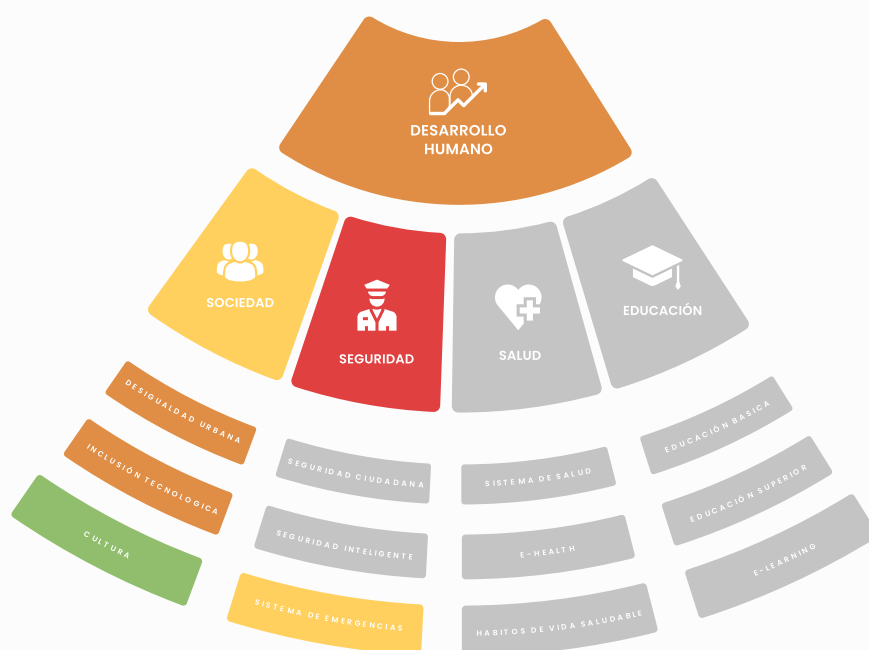 DESARROLLO
HUMANO
SOCIEDAD
SEGURIDAD
SALUD
EDUCACIÓN
DESIGUALDAD URBANA
INCLUSIÓN TECNOLOGICA
CULTURA
SEGURIDAD CIUDADANA
SEGURIDAD INTELIGENTE
SISTEMA DE EMERGENCIAS
SISTEMA DE SALUD
E-HEALTH
HABITOS DE VIDA SALUDABLE
EDUCACIÓN BASICA
EDUCACIÓN SUPERIOR
E-LEARNING